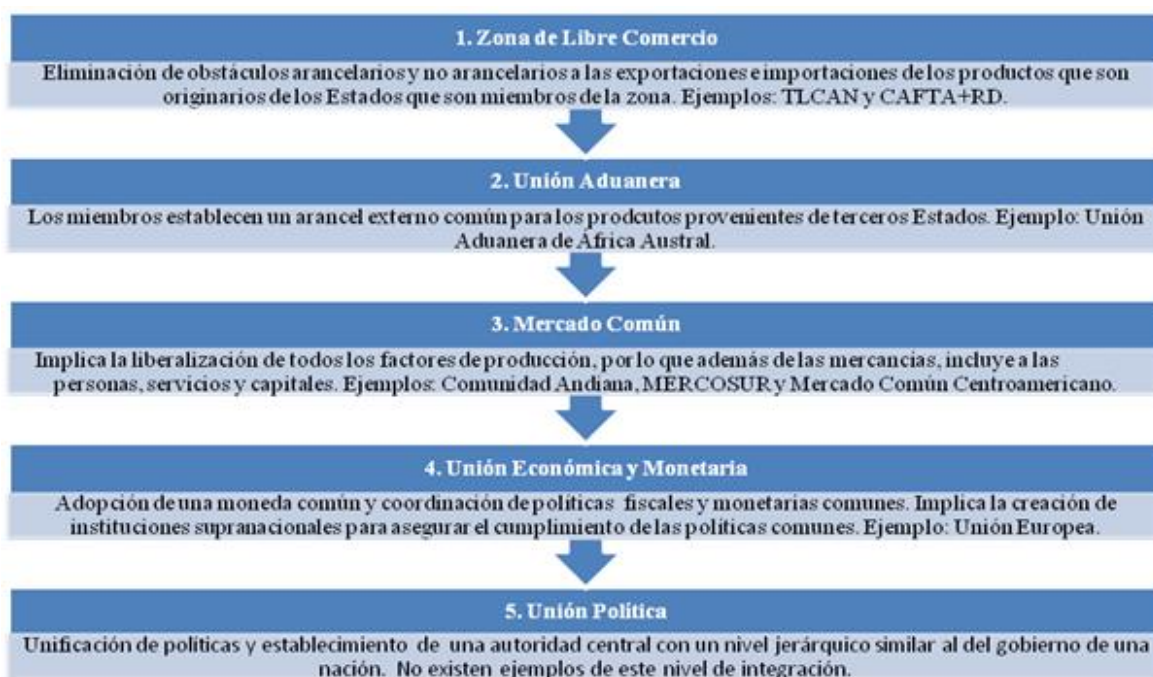 1. Zona de Libre Comercio
Eliminación de obstáculos arancelarios y no arancelarios a las exportaciones e importaciones de los productos que son
originarios de los Estados que son miembros de la zona. Ejemplos: TLCAN y CAFTA+RD.
2. Unión Aduanera
Los miembros establecen un arancel externo común para los prodcutos provenientes de terceros Estados. Ejemplo: Unión
Aduanera de África Austral.
3. Mercado Común
Implica la liberalización de todos los factores de producción, por lo que además de las mercancías, incluye a las
personas, servicios y capitales. Ejemplos: Comunidad Andiana, MERCOSUR y Mercado Común Centroamericano.
4. Unión Económica y Monetaria
Adopción de una moneda común y coordinación de políticas fiscales y monetarias comunes. Implica la creación de
instituciones supranacionales para asegurar el cumplimiento de las políticas comunes. Ejemplo: Unión Europea.
5. Unión Política
Unificación de políticas y establecimiento de una autoridad central con un nivel jerárquico similar al del gobierno de una
nación. No existen ejemplos de este nivel de integración.